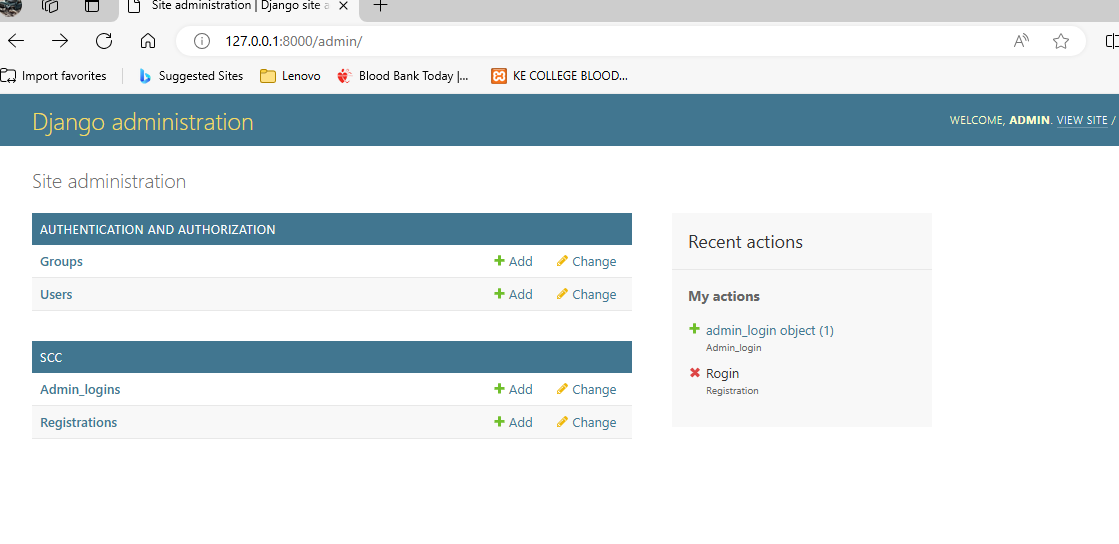 Site administration | Django site a
127.0.0.1:8000/admin/
Import favorites
Suggested Sites
Lenovo
Blood Bank Today |...
KE COLLEGE BLOOD...
Django administration
WELCOME, ADMIN. VIEW SITE /
Site administration
AUTHENTICATION AND AUTHORIZATION
Groups Add Change
Users Add Change
SCC
Admin_logins Add Change
Registrations Add Change
Recent actions
My actions
admin_login object (1)
Admin_login
Rogin
Registration